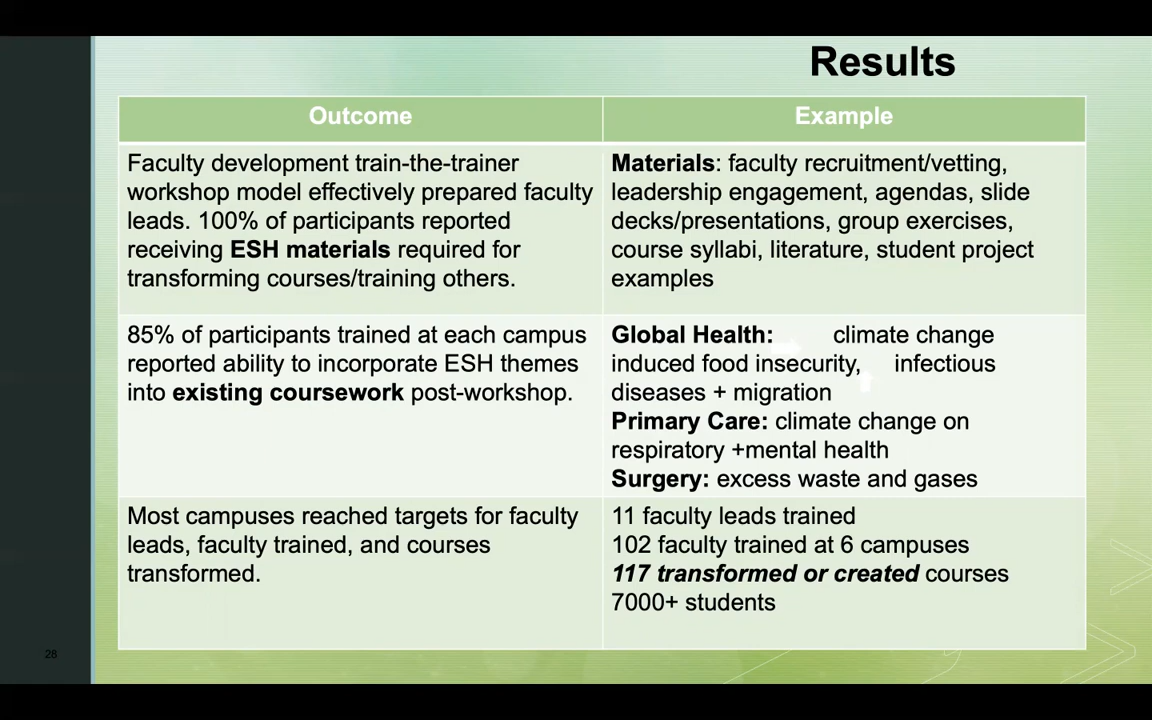 Results
Outcome
Example
Faculty development train-the-trainer
workshop model effectively prepared faculty
leads. 100% of participants reported
receiving ESH materials required for
transforming courses/training others.
Materials: faculty recruitment/vetting,
leadership engagement, agendas, slide
decks/presentations, group exercises,
course syllabi, literature, student project
examples
85% of participants trained at each campus
reported ability to incorporate ESH themes
into existing coursework post-workshop.
Global Health: climate change
induced food insecurity, infectious
diseases + migration
Primary Care: climate change on
respiratory +mental health
Surgery: excess waste and gases
Most campuses reached targets for faculty
leads, faculty trained, and courses
transformed.
11 faculty leads trained
102 faculty trained at 6 campuses
117 transformed or created courses
7000+ students
28